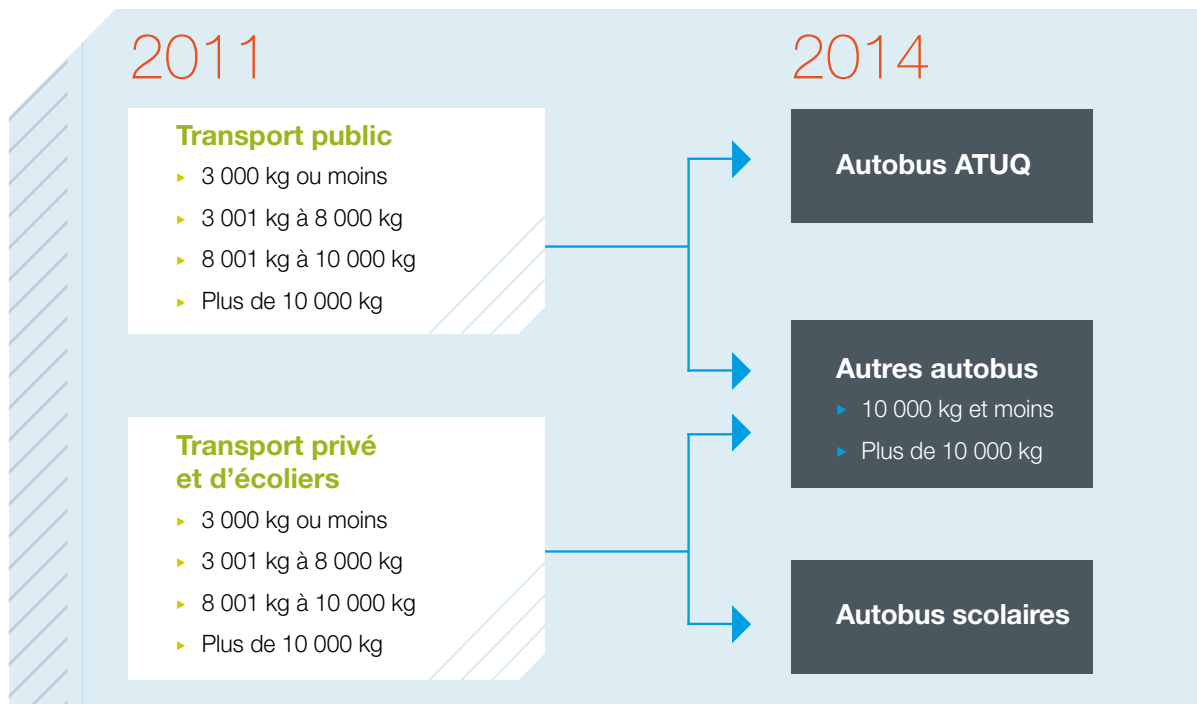 2011
Transport public
3 000 kg ou moins
3 001 kg à 8 000 kg
8 001 kg à 10 000 kg
Plus de 10 000 kg
Transport privé
et d'écoliers
3 000 kg ou moins
3 001 kg à 8 000 kg
8 001 kg à 10 000 kg
Plus de 10 000 kg
2014
Autobus ATUQ
Autres autobus
10 000 kg et moins
Plus de 10 000 kg
Autobus scolaires